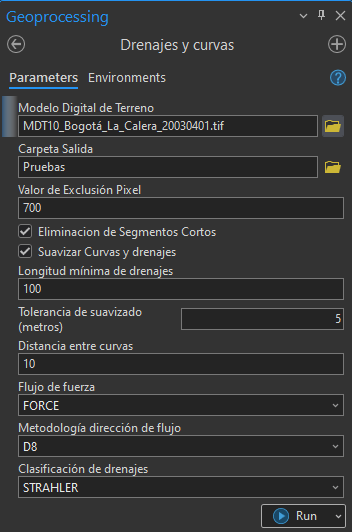 Geoprocessing
Drenajes y curvas
Parameters Environments
Modelo Digital de Terreno
MDT10_Bogotá_La_Calera_20030401.tif
Carpeta Salida
Pruebas
Valor de Exclusión Pixel
700
Eliminacion de Segmentos Cortos
Suavizar Curvas y drenajes
Longitud mínima de drenajes
100
Tolerancia de suavizado
(metros)
5
Distancia entre curvas
10
Flujo de fuerza
FORCE
Metodología dirección de flujo
D8
Clasificación de drenajes
STRAHLER
Run